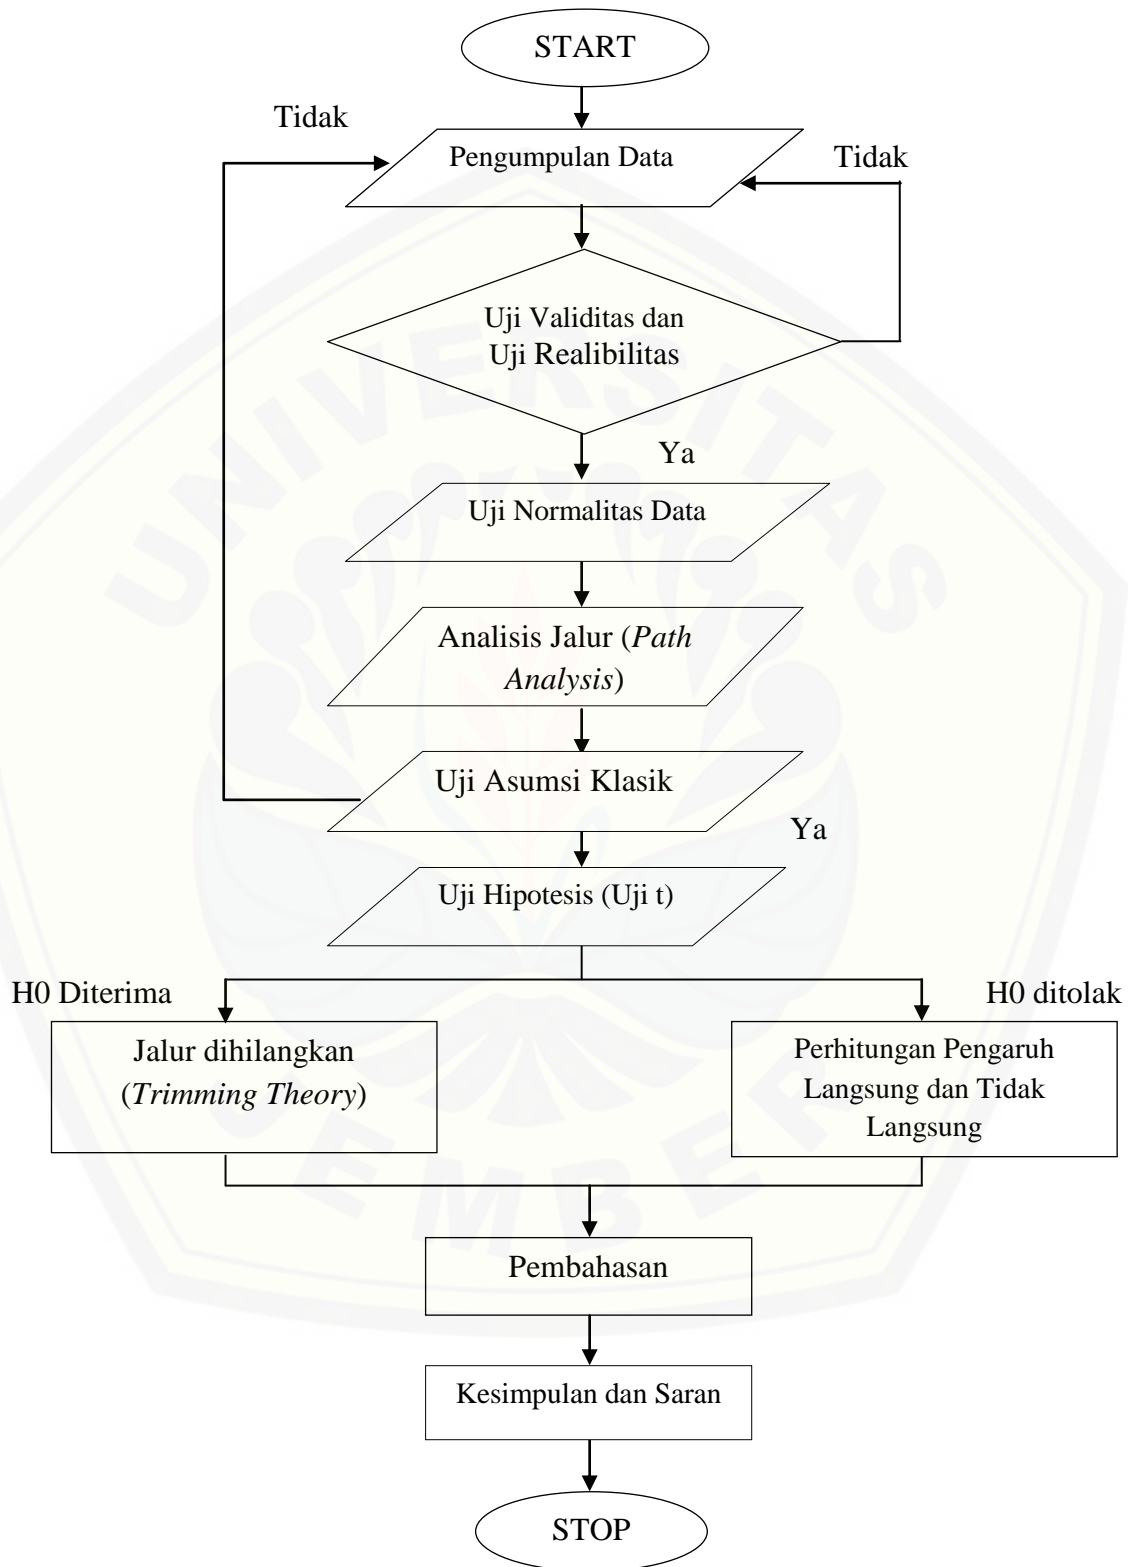 START
Tidak
Pengumpulan Data
Tidak
Uji Validitas dan
Uji Realibilitas
Ya
Uji Normalitas Data
Analisis Jalur (Path
Analysis)
Uji Asumsi Klasik
Ya
Uji Hipotesis (Uji t)
H0 Diterima
H0 ditolak
Jalur dihilangkan
(Trimming Theory)
Perhitungan Pengaruh
Langsung dan Tidak
Langsung
Pembahasan
Kesimpulan dan Saran
STOP
UNIVERSITAS
JEMBER